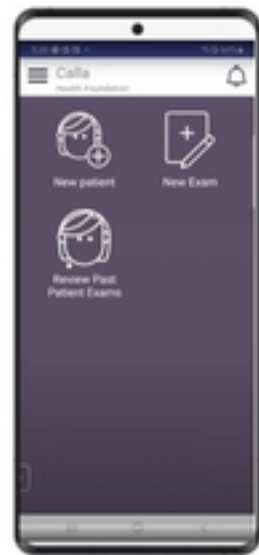 Calla
Health Foundation
New patient
New Exam
Review Past
Patient Exams